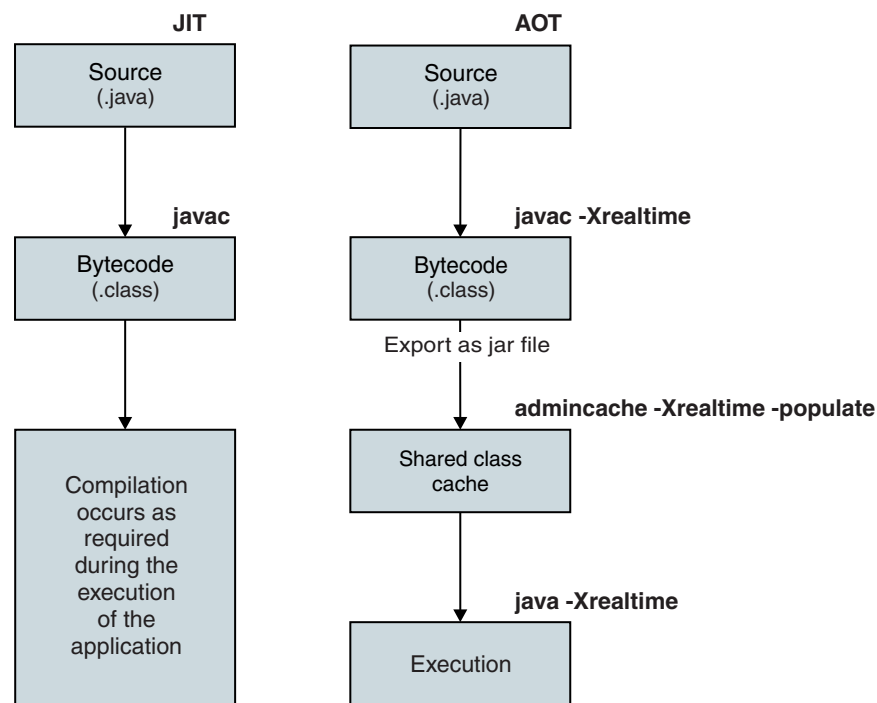 JIT
Source
(.java)
javac
Bytecode
(.class)
Compilation
occurs as
required
during the
execution
of the
application
AOT
Source
(.java)
javac -Xrealtime
Bytecode
(.class)
Export as jar file
admincache -Xrealtime -populate
Shared class
cache
java -Xrealtime
Execution